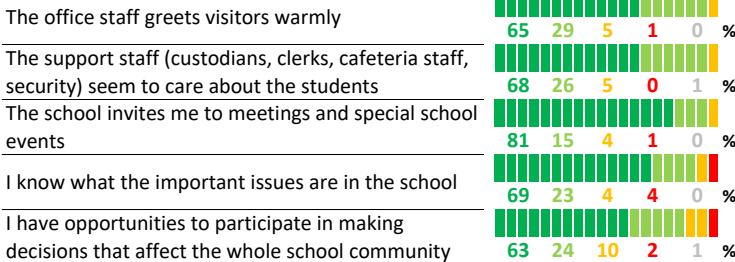 The office staff greets visitors warmly
65 29 5 1 0 %
The support staff (custodians, clerks, cafeteria staff,
security) seem to care about the students
68 26 5 0 1 %
The school invites me to meetings and special school
events
81 15 4 1 0 %
I know what the important issues are in the school
69 23 4 4 0 %
I have opportunities to participate in making
decisions that affect the whole school community
63 24 10 2 1 %